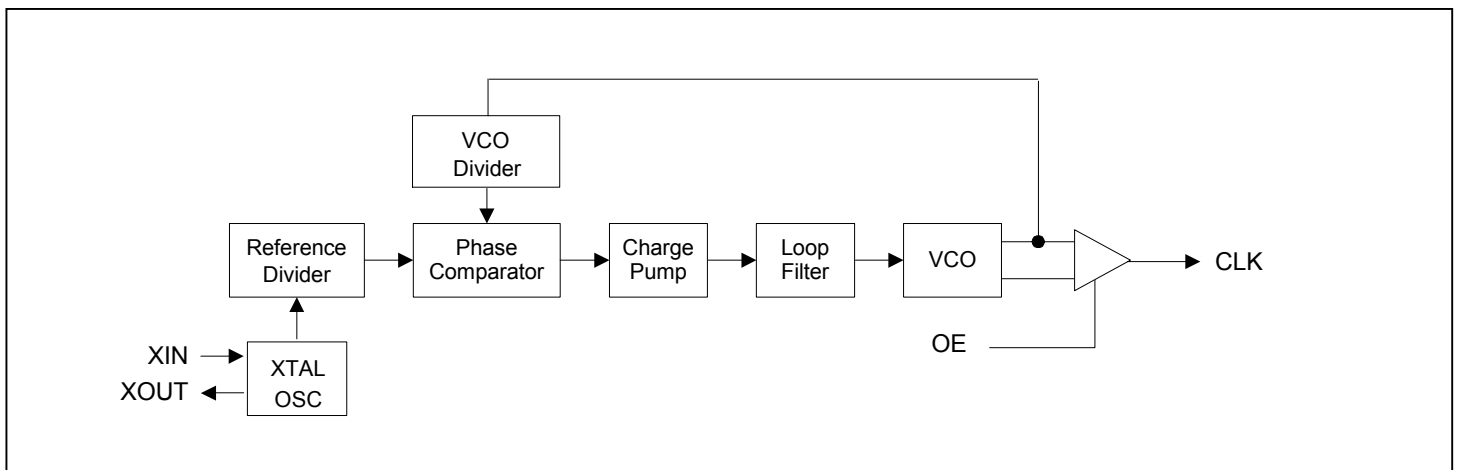 VCO
Divider
Reference
Divider
Phase
Comparator
Charge
Pump
Loop
Filter
VCO
CLK
OE
XIN
XOUT
XTAL
OSC